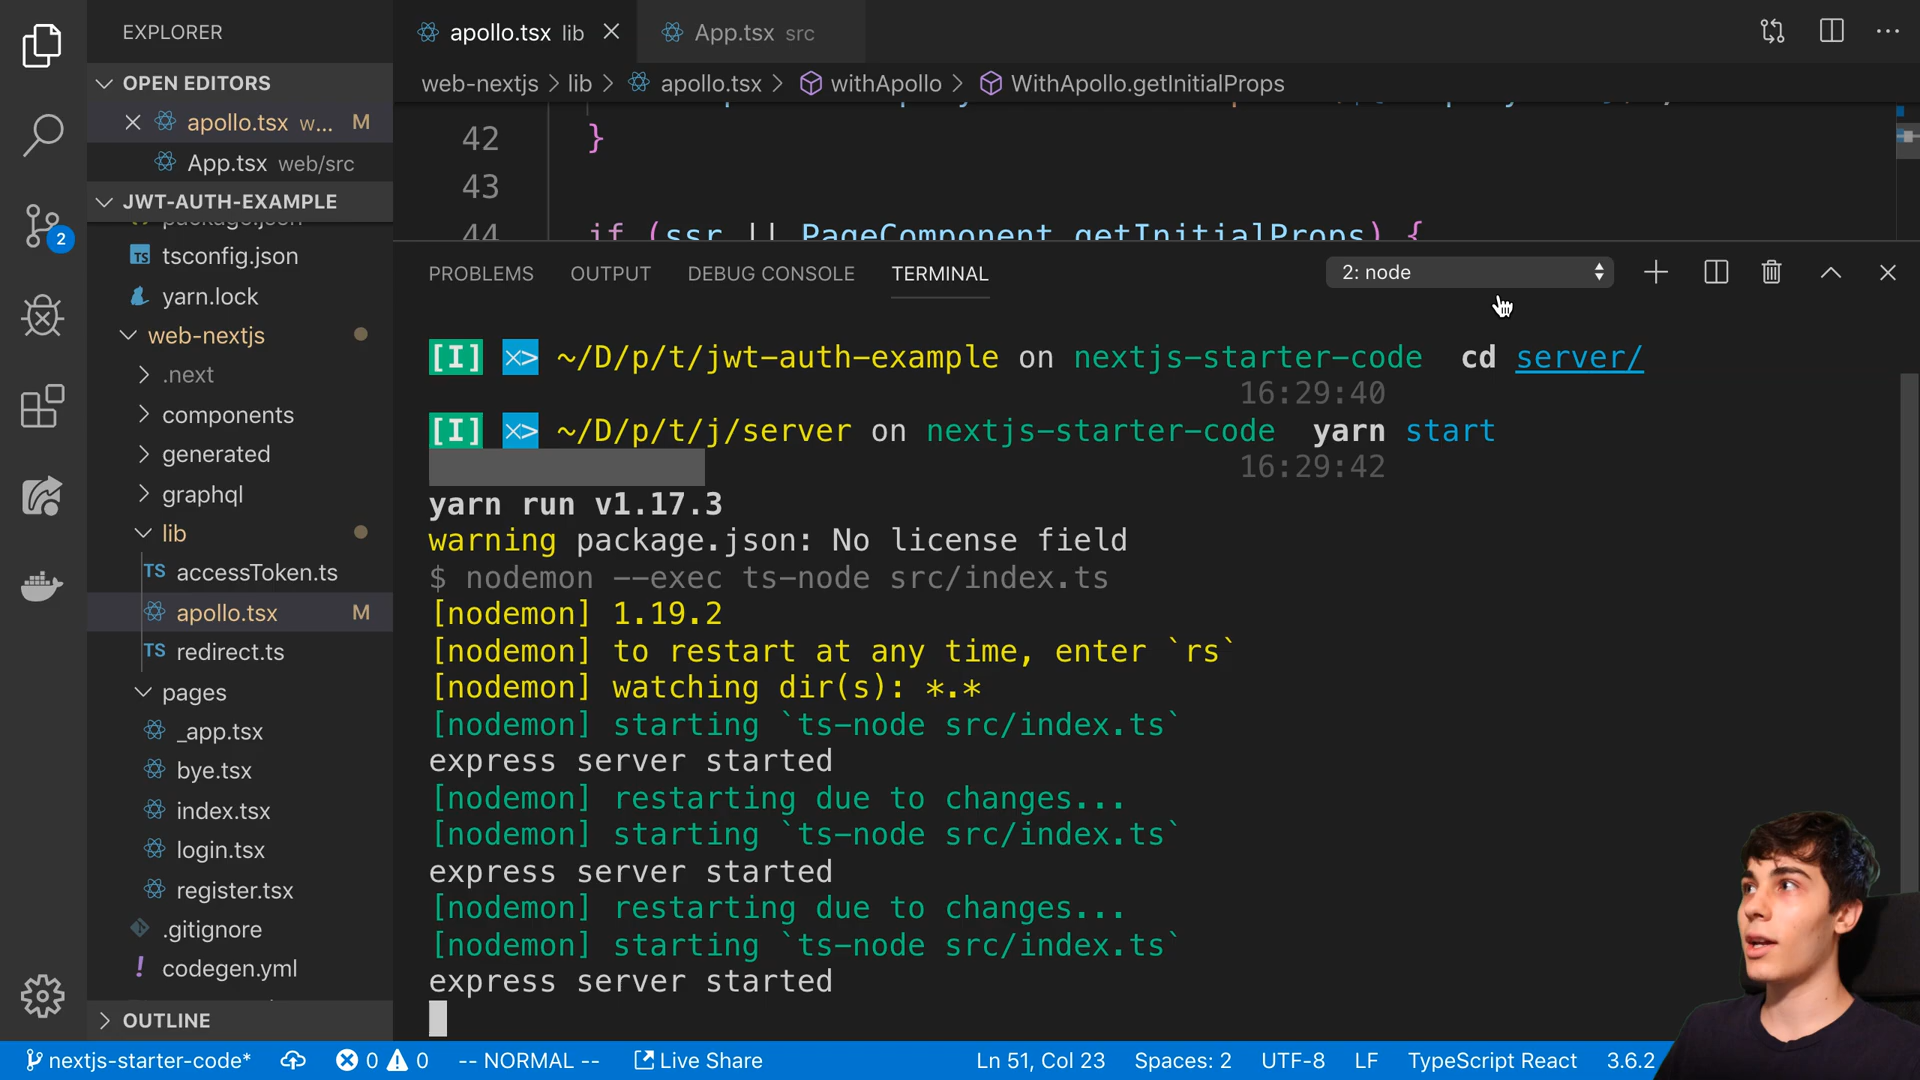 EXPLORER
OPEN EDITORS
apollo.tsx w... M
App.tsx web/src
JWT-AUTH-EXAMPLE
package.json
TS tsconfig.json
yarn.lock
web-nextjs
.next
components
generated
graphql
lib
TS accessToken.ts
apollo.tsx M
TS redirect.ts
pages
_app.tsx
bye.tsx
index.tsx
login.tsx
register.tsx
.gitignore
! codegen.yml
OUTLINE
2
apollo.tsx lib
App.tsx src
web-nextjs > lib > apollo.tsx > withApollo > WithApollo.getInitialProps
42 }
43
44 if (ssr || PageComponent.getInitialProps) {
PROBLEMS OUTPUT DEBUG CONSOLE TERMINAL 2: node
[I] ~/D/p/t/jwt-auth-example on nextjs-starter-code cd server/
16:29:40
[I] ~/D/p/t/j/server on nextjs-starter-code yarn start
16:29:42
yarn run v1.17.3
warning package.json: No license field
$ nodemon --exec ts-node src/index.ts
[nodemon] 1.19.2
[nodemon] to restart at any time, enter `rs`
[nodemon] watching dir(s): *.*
[nodemon] starting `ts-node src/index.ts`
express server started
[nodemon] restarting due to changes...
[nodemon] starting `ts-node src/index.ts`
express server started
[nodemon] restarting due to changes...
[nodemon] starting `ts-node src/index.ts`
express server started
nextjs-starter-code* 0 0 -- NORMAL -- Live Share Ln 51, Col 23 Spaces: 2 UTF-8 LF TypeScript React 3.6.2